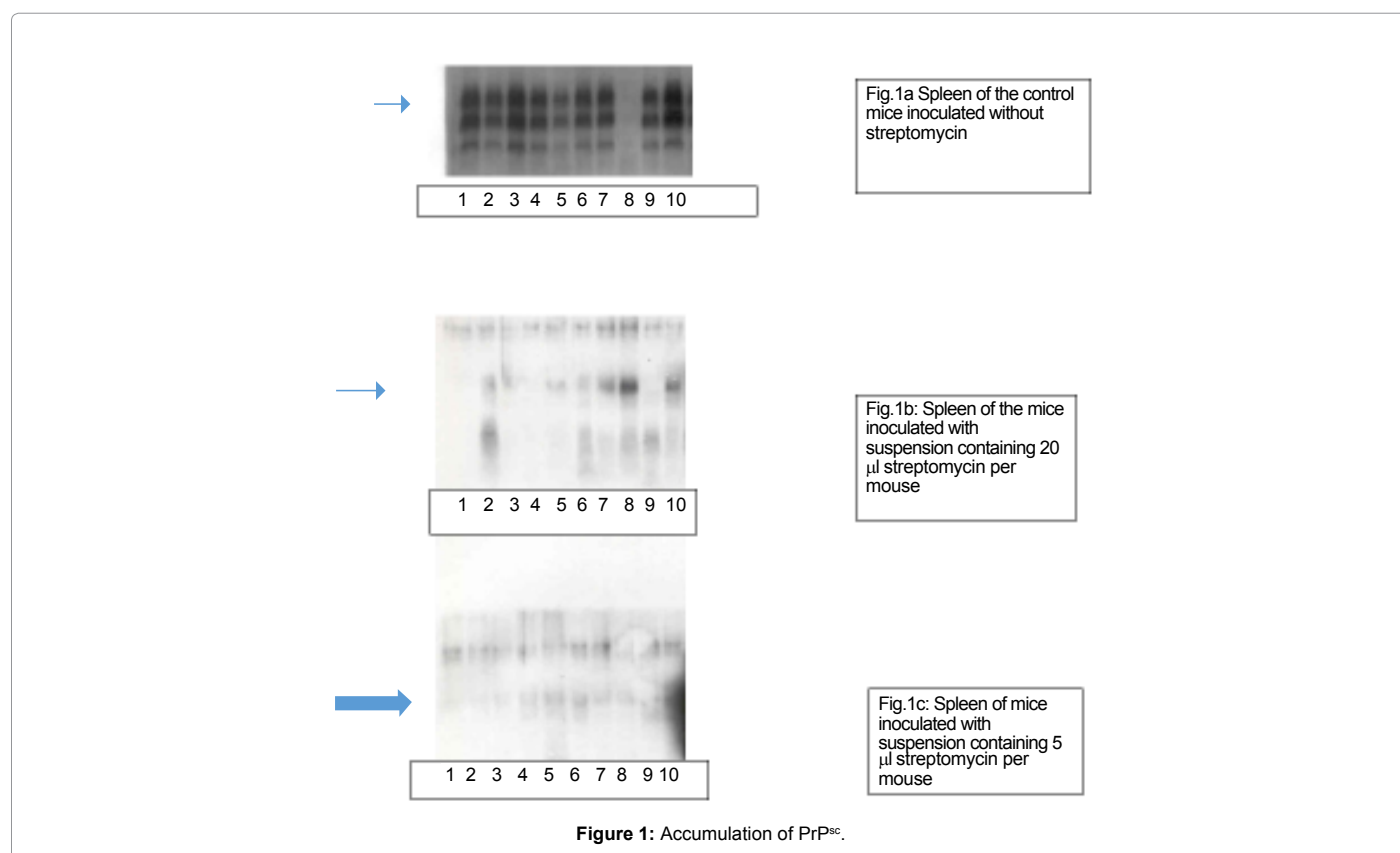 Fig.1a Spleen of the control
mice inoculated without
streptomycin
1 2 3 4 5 6 7 8 9 10
Fig.1b: Spleen of the mice
inoculated with
suspension containing 20
µl streptomycin per
mouse
1 2 3 4 5 6 7 8 9 10
Fig.1c: Spleen of mice
inoculated with
suspension containing 5
µl streptomycin per
mouse
1 2 3 4 5 6 7 8 9 10
Figure 1: Accumulation of PrPsc.